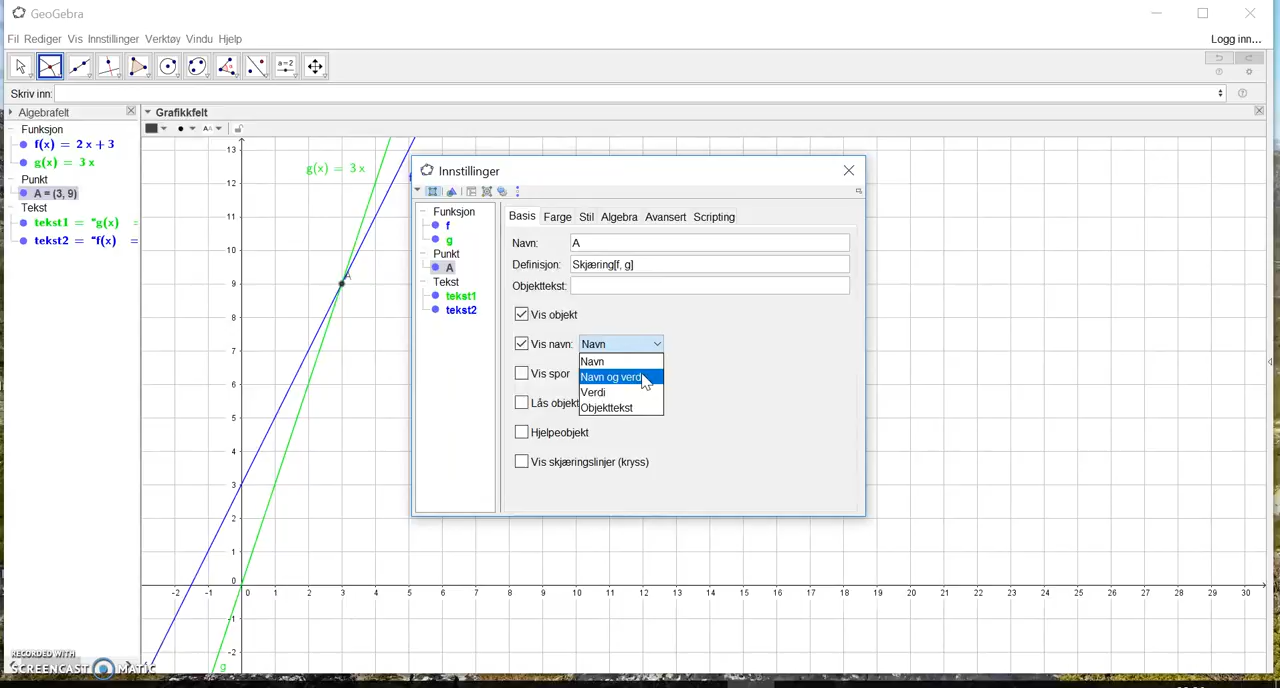 GeoGebra
Fil Rediger Vis Innstillinger Verktøy Vindu Hjelp
Logg inn...
a=2
Skriv inn:
Algebrafelt
Grafikkfelt
Funksjon
f(x) = 2 x + 3
g(x) = 3 x
Punkt
A = (3, 9)
Tekst
tekst1 = "g(x) =
tekst2 = "f(x) =
AA
g(x) = 3 x
A
g
13
12
11
10
9
8
7
6
5
4
3
2
1
0
-1
-2
-2 -1 0 1 2 3 4 5 6 7 8 9 10 11 12 13 14 15 16 17 18 19 20 21 22 23 24 25 26 27 28 29 30
Innstillinger
Funksjon
f
g
Punkt
A
Tekst
tekst1
tekst2
Basis Farge Stil Algebra Avansert Scripting
Navn: A
Definisjon: Skjæring[f, g]
Objekttekst:
Vis objekt
Vis navn: Navn
Navn
Navn og verdi
Verdi
Objekttekst
Vis spor
Lås objekt
Hjelpeobjekt
Vis skjæringslinjer (kryss)
RECORDED WITH
SCREENCAST MATIC